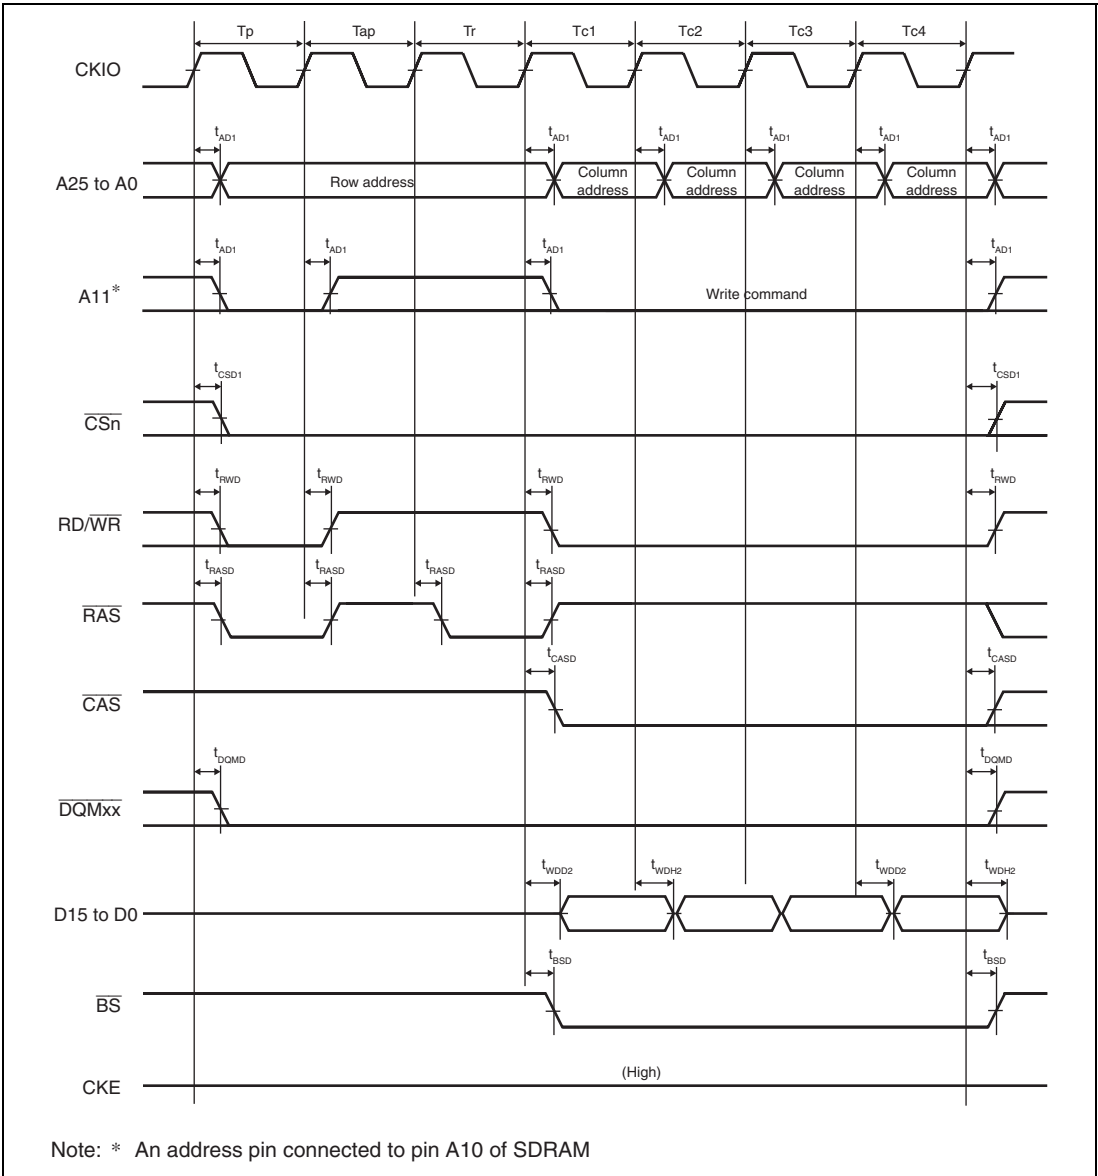 Tp Tap Tr Tc1 Tc2 Tc3 Tc4
CKIO
tAD1 tAD1 tAD1 tAD1 tAD1 tAD1
A25 to A0 Row address Column address Column address Column address Column address
tAD1 tAD1 tAD1 tAD1
A11* Write command
tCSD1 tCSD1
CSn
tRWD tRWD tRWD tRWD
RD/WR
tRASD tRASD tRASD tRASD
RAS
tCASD tCASD
CAS
tDQMD tDQMD
DQMxx
tWDD2 tWDH2 tWDD2 tWDH2
D15 to D0
tBSD tBSD
BS
(High)
CKE
Note: * An address pin connected to pin A10 of SDRAM